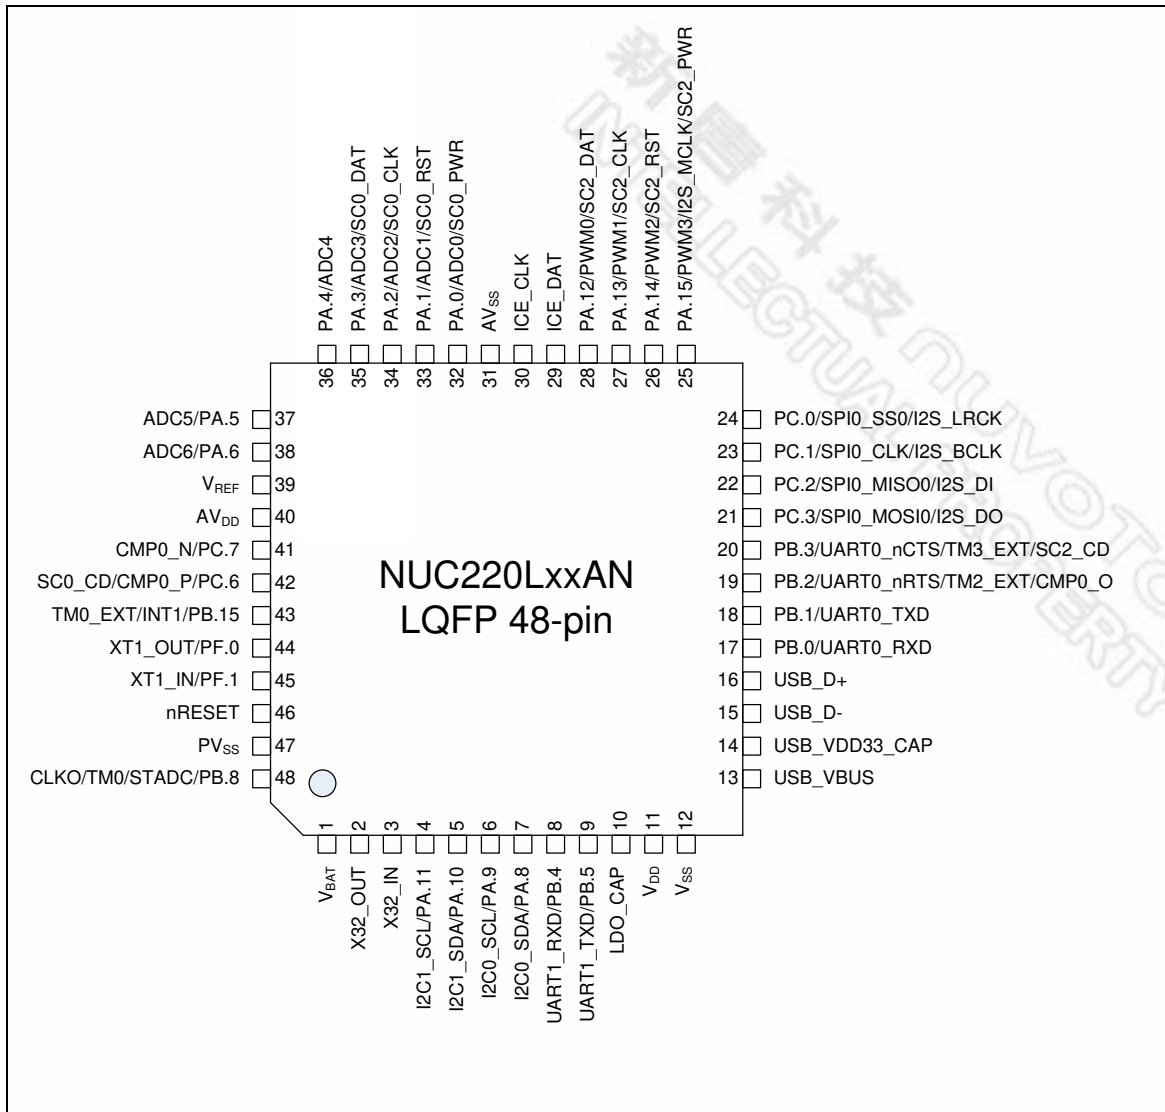 PA.4/ADC4
PA.3/ADC3/SC0_DAT
PA.2/ADC2/SC0_CLK
PA.1/ADC1/SC0_RST
PA.0/ADC0/SC0_PWR
AVSS
ICE_CLK
ICE_DAT
PA.12/PWM0/SC2_DAT
PA.13/PWM1/SC2_CLK
PA.14/PWM2/SC2_RST
PA.15/PWM3/I2S_MCLK/SC2_PWR
36
35
34
33
32
31
30
29
28
27
26
25
ADC5/PA.5 37
ADC6/PA.6 38
VREF 39
AVDD 40
CMP0_N/PC.7 41
SC0_CD/CMP0_P/PC.6 42
TM0_EXT/INT1/PB.15 43
XT1_OUT/PF.0 44
XT1_IN/PF.1 45
nRESET 46
PVSS 47
CLKO/TM0/STADC/PB.8 48
NUC220LxxAN
LQFP 48-pin
24 PC.0/SPI0_SS0/I2S_LRCK
23 PC.1/SPI0_CLK/I2S_BCLK
22 PC.2/SPI0_MISO0/I2S_DI
21 PC.3/SPI0_MOSI0/I2S_DO
20 PB.3/UART0_nCTS/TM3_EXT/SC2_CD
19 PB.2/UART0_nRTS/TM2_EXT/CMP0_O
18 PB.1/UART0_TXD
17 PB.0/UART0_RXD
16 USB_D+
15 USB_D-
14 USB_VDD33_CAP
13 USB_VBUS
1
2
3
4
5
6
7
8
9
10
11
12
VBAT
X32_OUT
X32_IN
I2C1_SCL/PA.11
I2C1_SDA/PA.10
I2C0_SCL/PA.9
I2C0_SDA/PA.8
UART1_RXD/PB.4
UART1_TXD/PB.5
LDO_CAP
VDD
VSS
新唐科技 nuvoTo
INTELLECTUAL PROPERTY